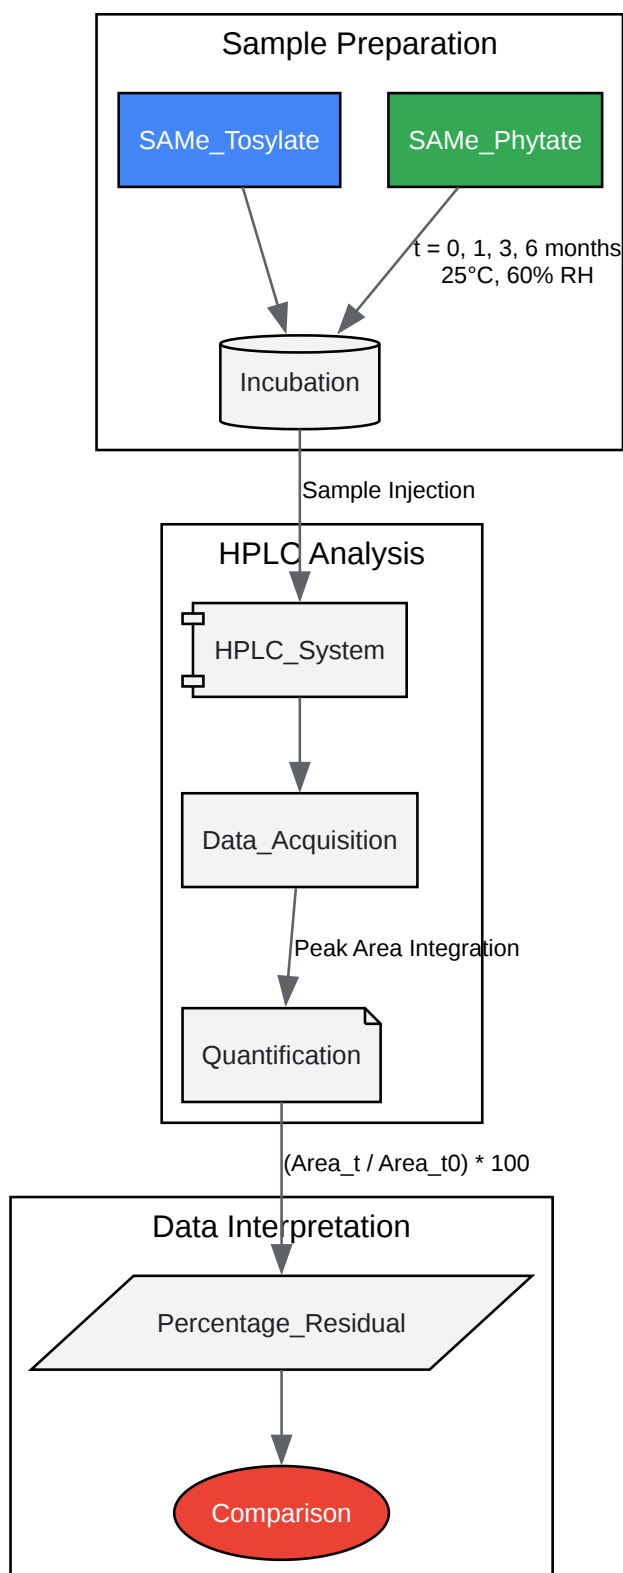 Sample Preparation
SAMe_Tosylate
SAMe_Phytate
t = 0, 1, 3, 6 months
25°C, 60% RH
Incubation
Sample Injection
HPLC Analysis
HPLC_System
Data_Acquisition
Peak Area Integration
Quantification
(Area_t / Area_t0) * 100
Data Interpretation
Percentage_Residual
Comparison